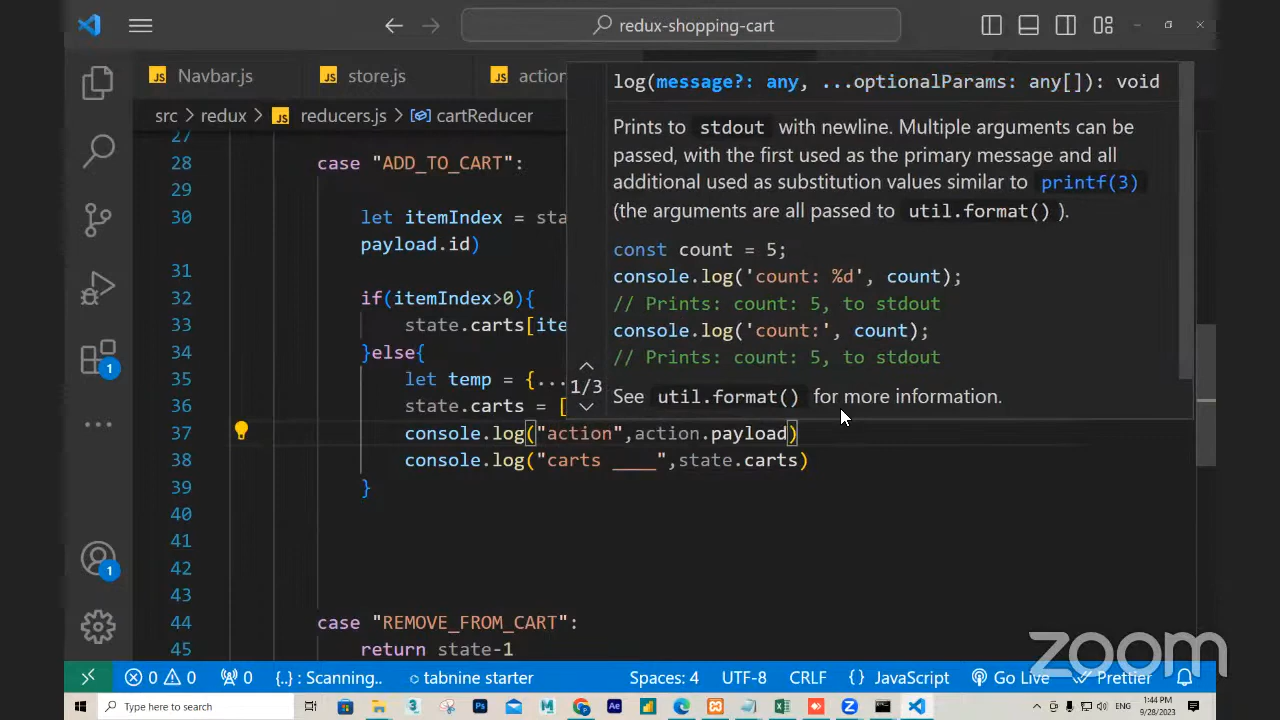 redux-shopping-cart
Navbar.js
store.js
action
src > redux > reducers.js > cartReducer
27
28 case "ADD_TO_CART":
29
30 let itemIndex = sta
payload.id)
31
32 if(itemIndex>0){
33 state.carts[ite
34 }else{
35 let temp = {...
36 state.carts = [
37 console.log("action",action.payload)
38 console.log("carts ____",state.carts)
39 }
40
41
42
43
44 case "REMOVE_FROM_CART":
45 return state-1
log(message?: any, ...optionalParams: any[]): void
Prints to stdout with newline. Multiple arguments can be
passed, with the first used as the primary message and all
additional used as substitution values similar to printf(3)
(the arguments are all passed to util.format() ).
const count = 5;
console.log('count: %d', count);
// Prints: count: 5, to stdout
console.log('count:', count);
// Prints: count: 5, to stdout
1/3
See util.format() for more information.
1
1
zoom
0 0 0 {..} : Scanning.. tabnine starter Spaces: 4 UTF-8 CRLF {} JavaScript Go Live Prettier
Type here to search
1:44 PM
9/28/2023